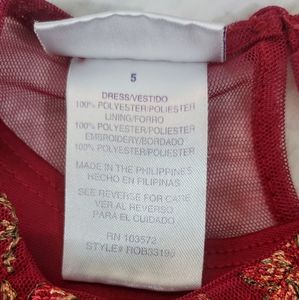 5
DRESS/VESTIDO
100% POLYESTER/POLIESTER
LINING/FORRO
100% POLYESTER/POLIESTER
EMBROIDERY/BORDADO
100% POLYESTER/POLIESTER
MADE IN THE PHILIPPINES
HECHO EN FILIPINAS
SEE REVERSE FOR CARE
VER AL REVERSO
PARA EL CUIDADO
RN 103572
STYLE#